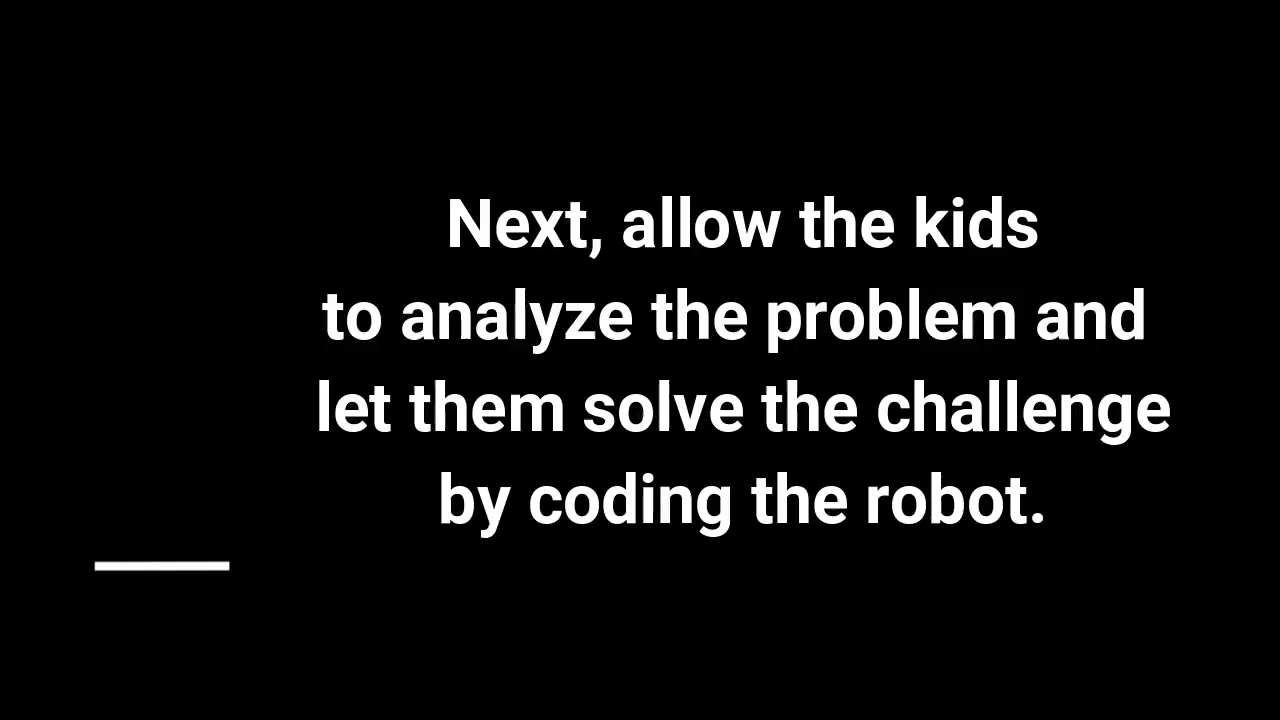 Next, allow the kids
to analyze the problem and
let them solve the challenge
by coding the robot.